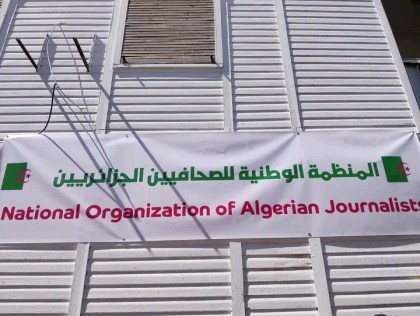 المنظمة الوطنية للصحافيين الجزائريين
National Organization of Algerian Journalists